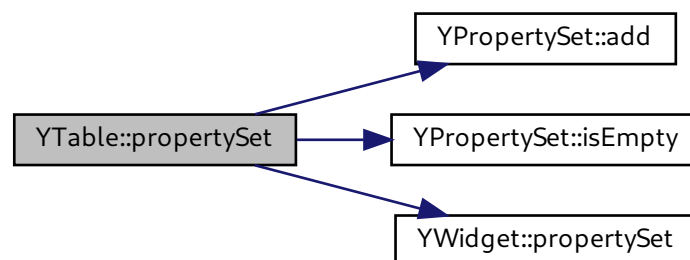 YPropertySet::add
YTable::propertySet
YPropertySet::isEmpty
YWidget::propertySet